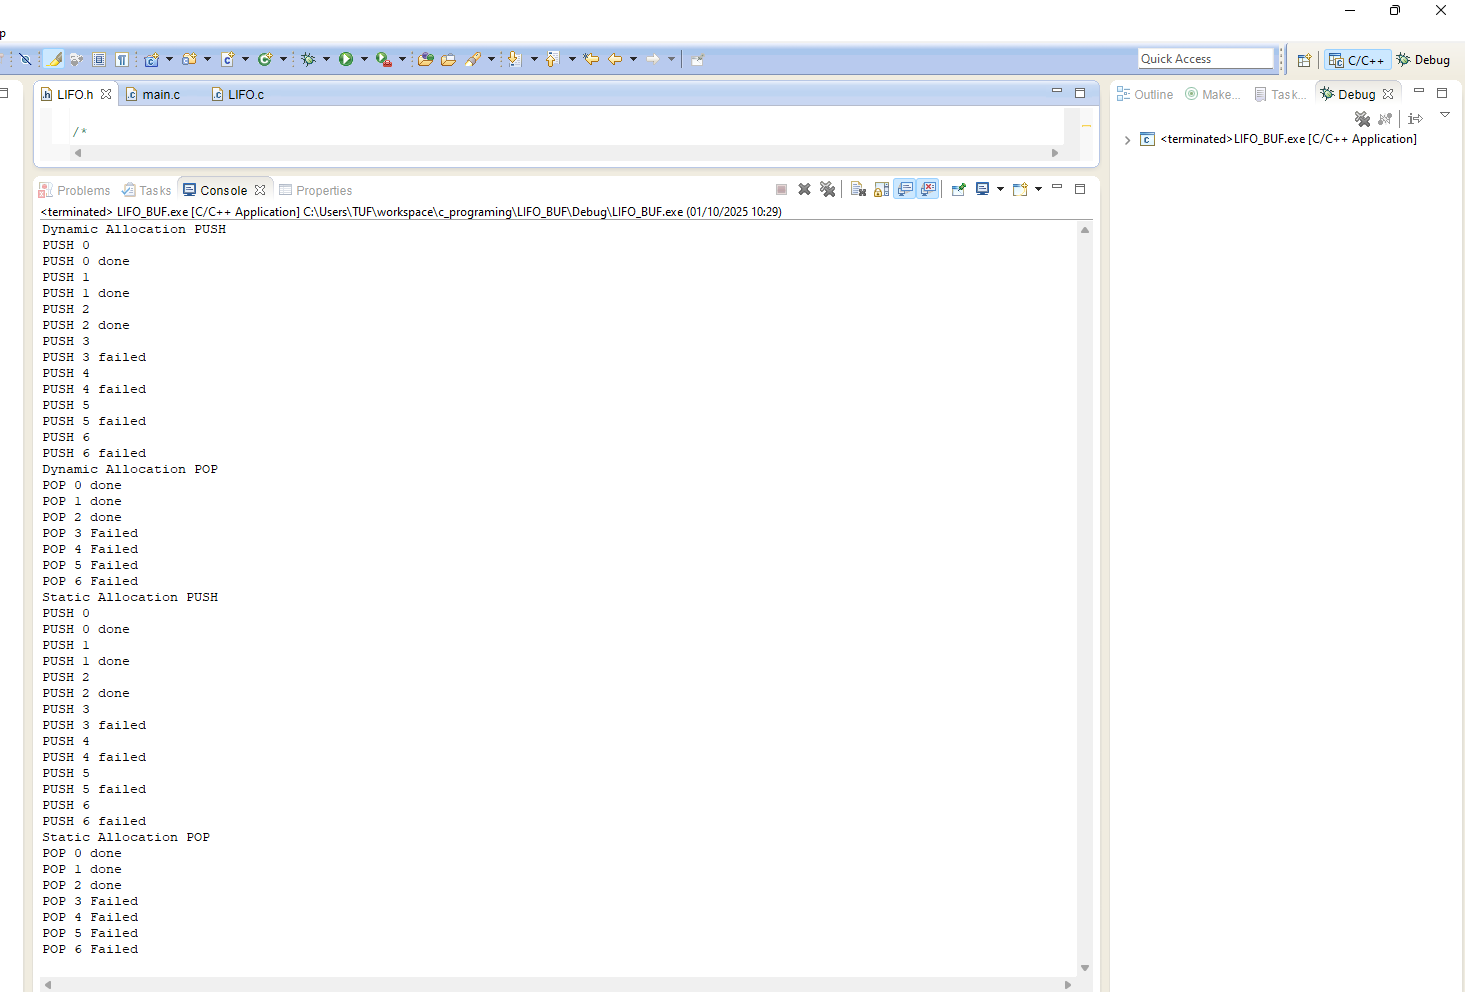 p
Quick Access
C/C++
Debug
LIFO.h
main.c
LIFO.c
Outline
Make...
Task...
Debug
/*
<terminated>LIFO_BUF.exe [C/C++ Application]
Problems
Tasks
Console
Properties
<terminated> LIFO_BUF.exe [C/C++ Application] C:\Users\TUF\workspace\c_programing\LIFO_BUF\Debug\LIFO_BUF.exe (01/10/2025 10:29)
Dynamic Allocation PUSH
PUSH 0
PUSH 0 done
PUSH 1
PUSH 1 done
PUSH 2
PUSH 2 done
PUSH 3
PUSH 3 failed
PUSH 4
PUSH 4 failed
PUSH 5
PUSH 5 failed
PUSH 6
PUSH 6 failed
Dynamic Allocation POP
POP 0 done
POP 1 done
POP 2 done
POP 3 Failed
POP 4 Failed
POP 5 Failed
POP 6 Failed
Static Allocation PUSH
PUSH 0
PUSH 0 done
PUSH 1
PUSH 1 done
PUSH 2
PUSH 2 done
PUSH 3
PUSH 3 failed
PUSH 4
PUSH 4 failed
PUSH 5
PUSH 5 failed
PUSH 6
PUSH 6 failed
Static Allocation POP
POP 0 done
POP 1 done
POP 2 done
POP 3 Failed
POP 4 Failed
POP 5 Failed
POP 6 Failed